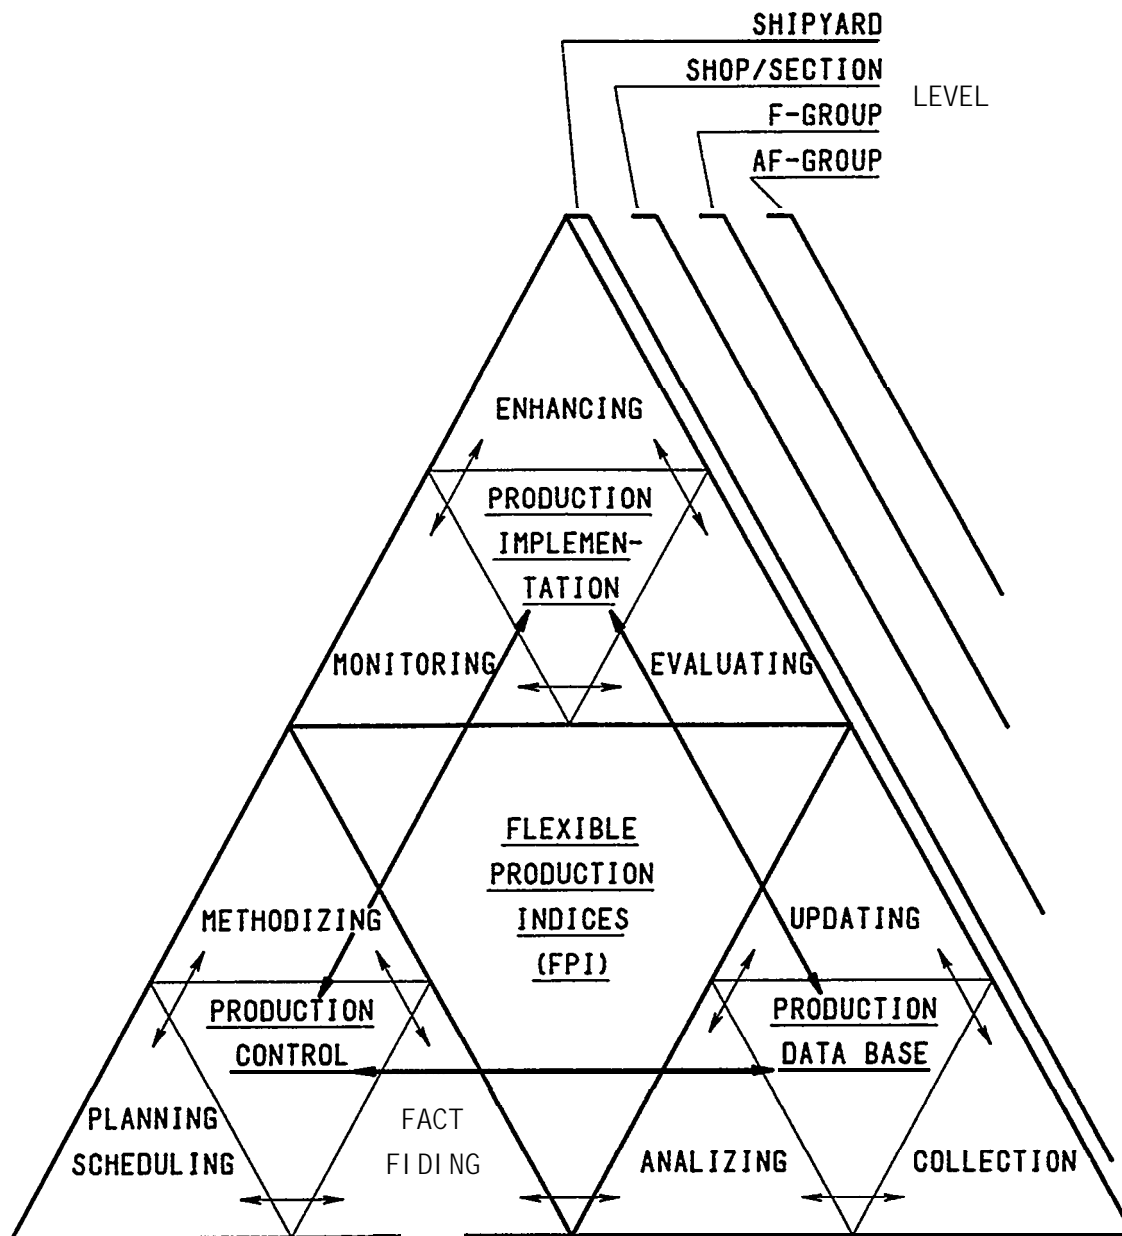 SHIPYARD
SHOP/SECTION
LEVEL
F-GROUP
AF-GROUP
ENHANCING
PRODUCTION
IMPLEMEN-
TATION
MONITORING
EVALUATING
FLEXIBLE
PRODUCTION
INDICES
(FPI)
METHODIZING
UPDATING
PRODUCTION
CONTROL
PRODUCTION
DATA BASE
PLANNING
SCHEDULING
FACT
FIDING
ANALIZING
COLLECTION